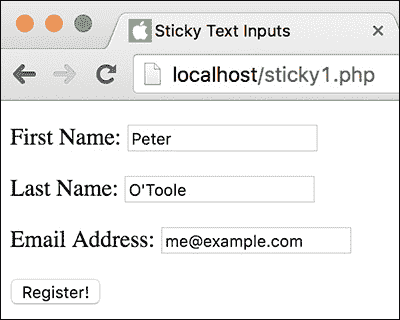 Sticky Text Inputs
localhost/sticky1.php
First Name: Peter
Last Name: O'Toole
Email Address: me@example.com
Register!